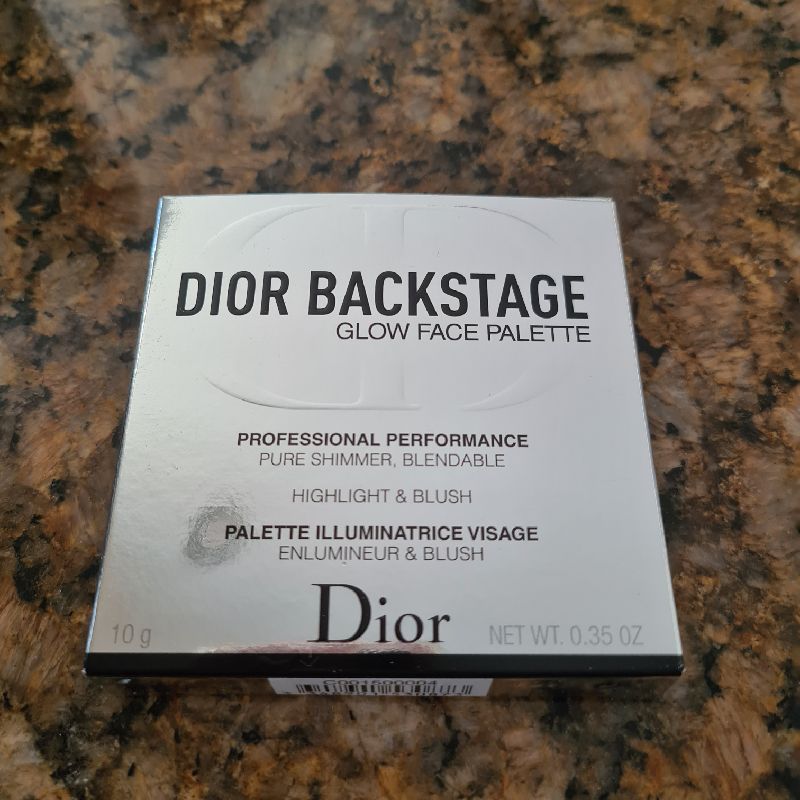 DIOR BACKSTAGE
GLOW FACE PALETTE
PROFESSIONAL PERFORMANCE
PURE SHIMMER, BLENDABLE
HIGHLIGHT & BLUSH
PALETTE ILLUMINATRICE VISAGE
ENLUMINEUR & BLUSH
Dior
10 g
NET WT. 0.35 OZ
C001500004